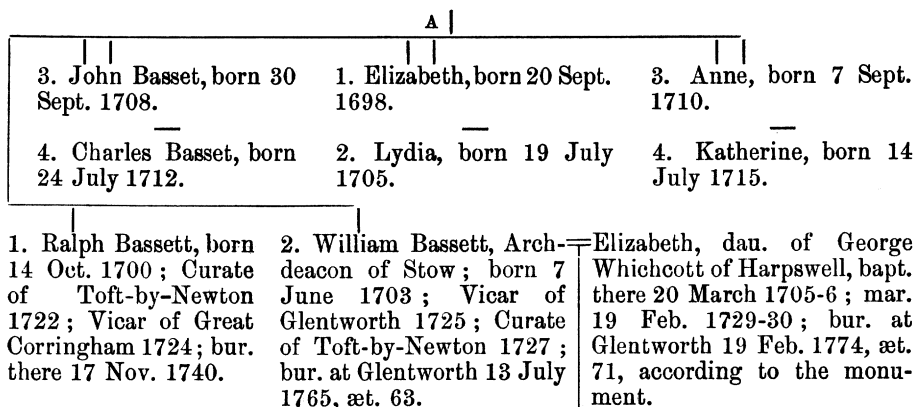 A
3. John Basset, born 30
Sept. 1708.
4. Charles Basset, born
24 July 1712.
1. Elizabeth, born 20 Sept.
1698.
2. Lydia, born 19 July
1705.
3. Anne, born 7 Sept.
1710.
4. Katherine, born 14
July 1715.
1. Ralph Bassett, born
14 Oct. 1700 ; Curate
of Toft-by-Newton
1722 ; Vicar of Great
Corringham 1724 ; bur.
there 17 Nov. 1740.
2. William Bassett, Arch-
deacon of Stow ; born 7
June 1703 ; Vicar of
Glentworth 1725 ; Curate
of Toft-by-Newton 1727 ;
bur. at Glentworth 13 July
1765, æt. 63.
Elizabeth, dau. of George
Whichcott of Harpswell, bapt.
there 20 March 1705-6 ; mar.
19 Feb. 1729-30 ; bur. at
Glentworth 19 Feb. 1774, æt.
71, according to the monu-
ment.